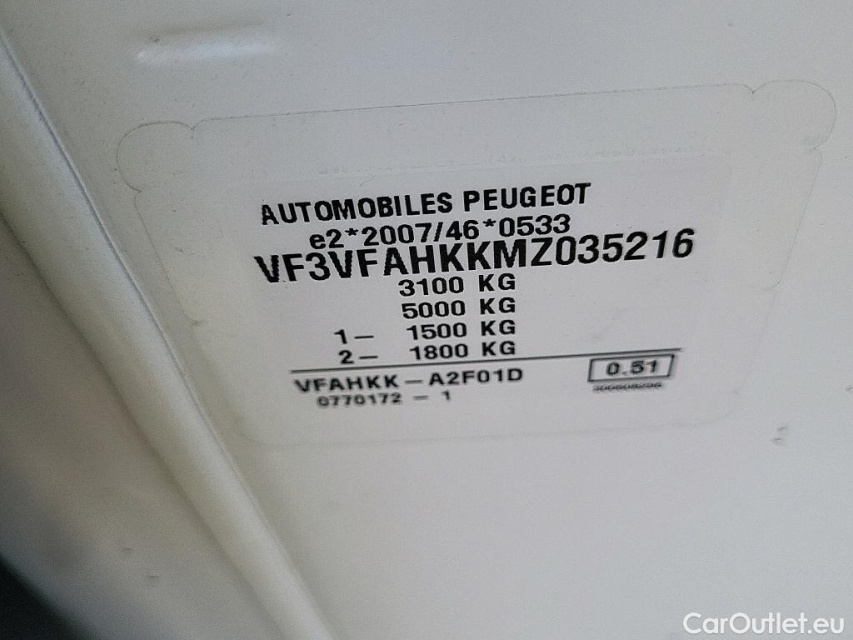 AUTOMOBILES PEUGEOT
e2*2007/46*0533
VF3VFAHKKMZ035216
3100 KG
5000 KG
1- 1500 KG
2- 1800 KG
VFAHKK-A2F01D
0.51
0770172 - 1
CarOutlet.eu